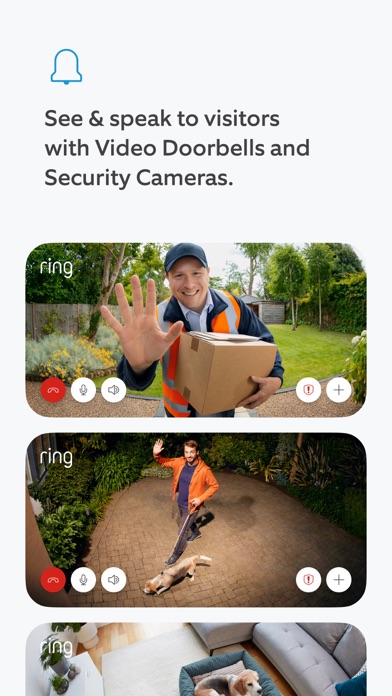 See & speak to visitors
with Video Doorbells and
Security Cameras.
ring
ring
ring